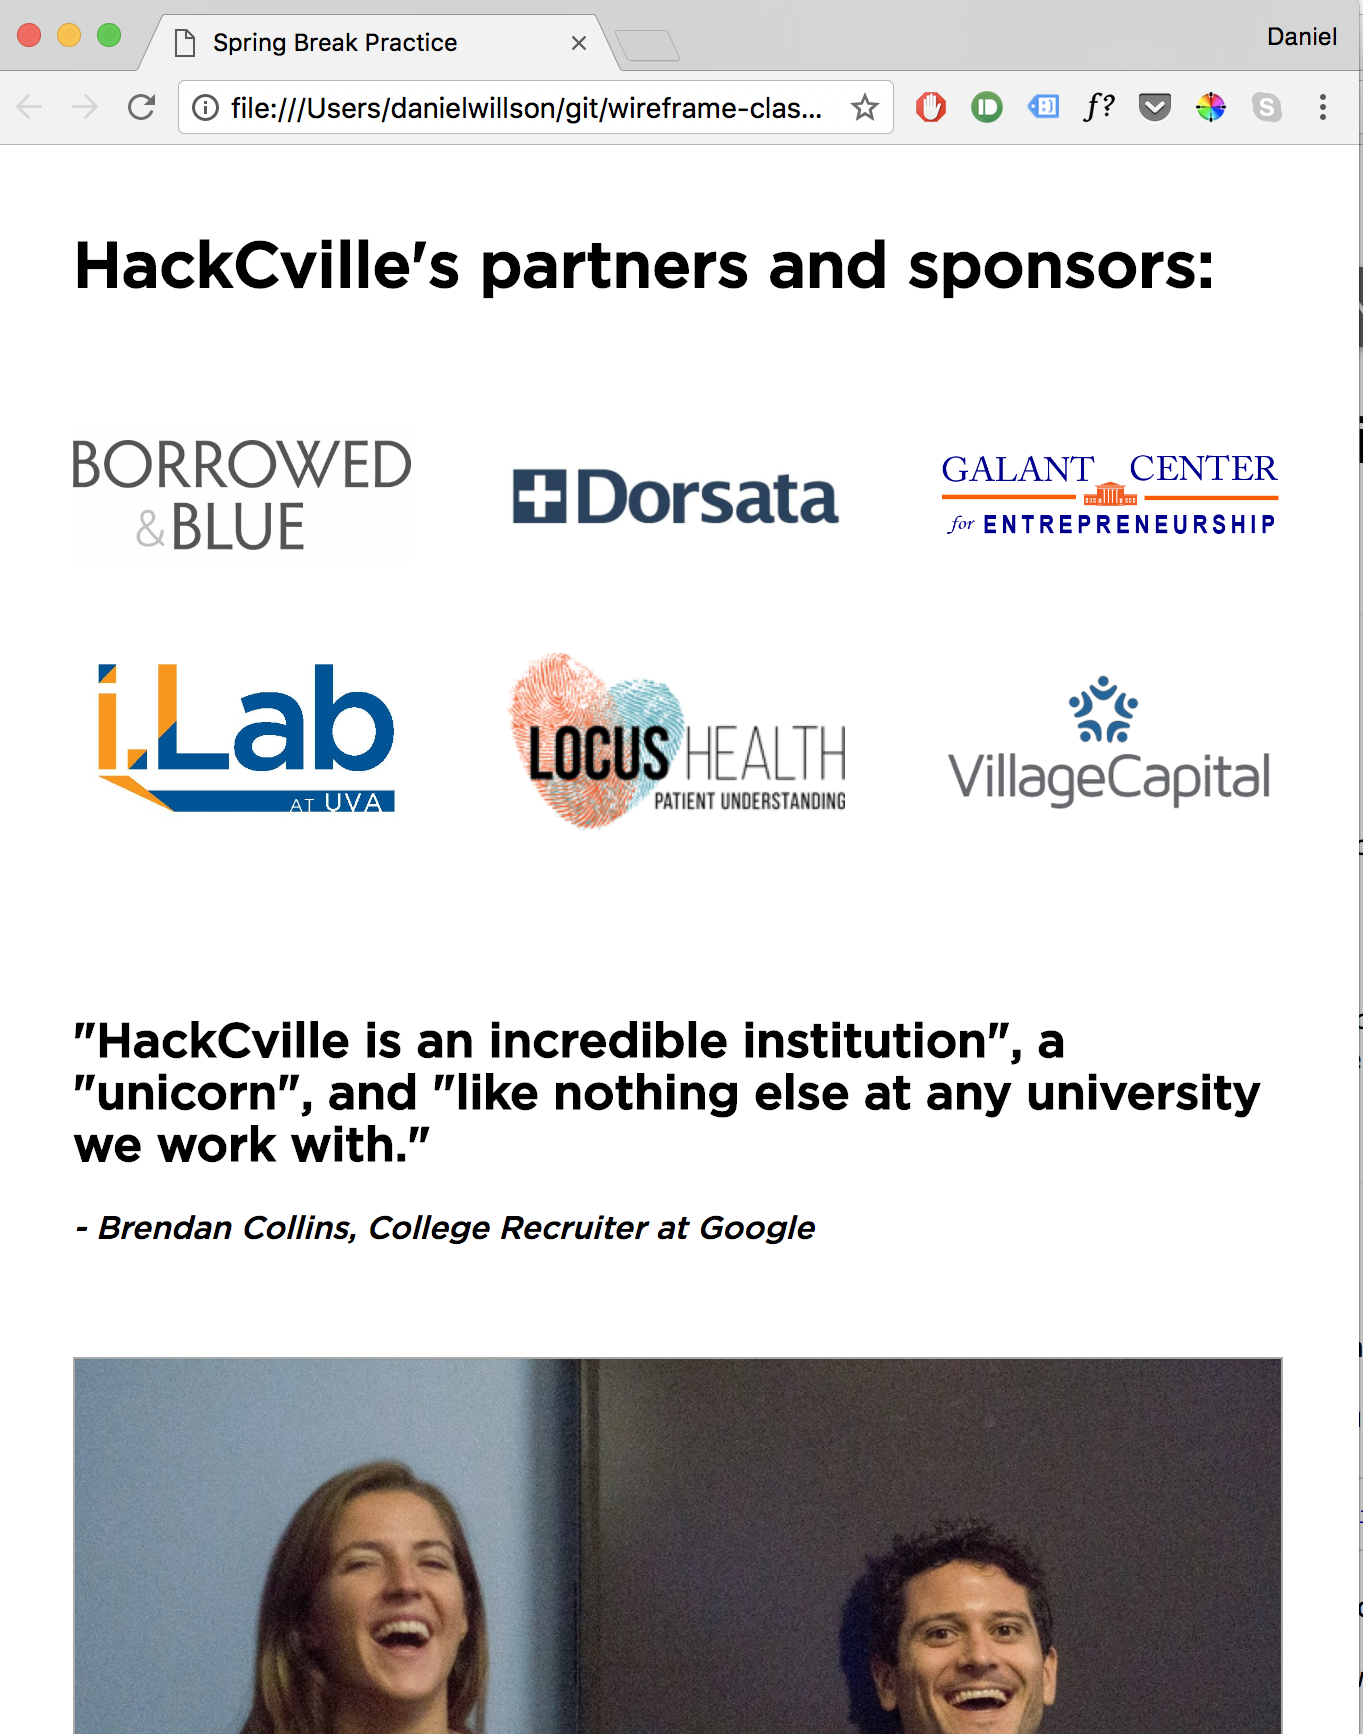 Spring Break Practice
Daniel
file:///Users/danielwillson/git/wireframe-clas...
f?
HackCville's partners and sponsors:
BORROWED
&BLUE
Dorsata
GALANT CENTER
for ENTREPRENEURSHIP
i.Lab
AT UVA
LOCUS HEALTH
PATIENT UNDERSTANDING
VillageCapital
"HackCville is an incredible institution", a
"unicorn", and "like nothing else at any university
we work with."
- Brendan Collins, College Recruiter at Google